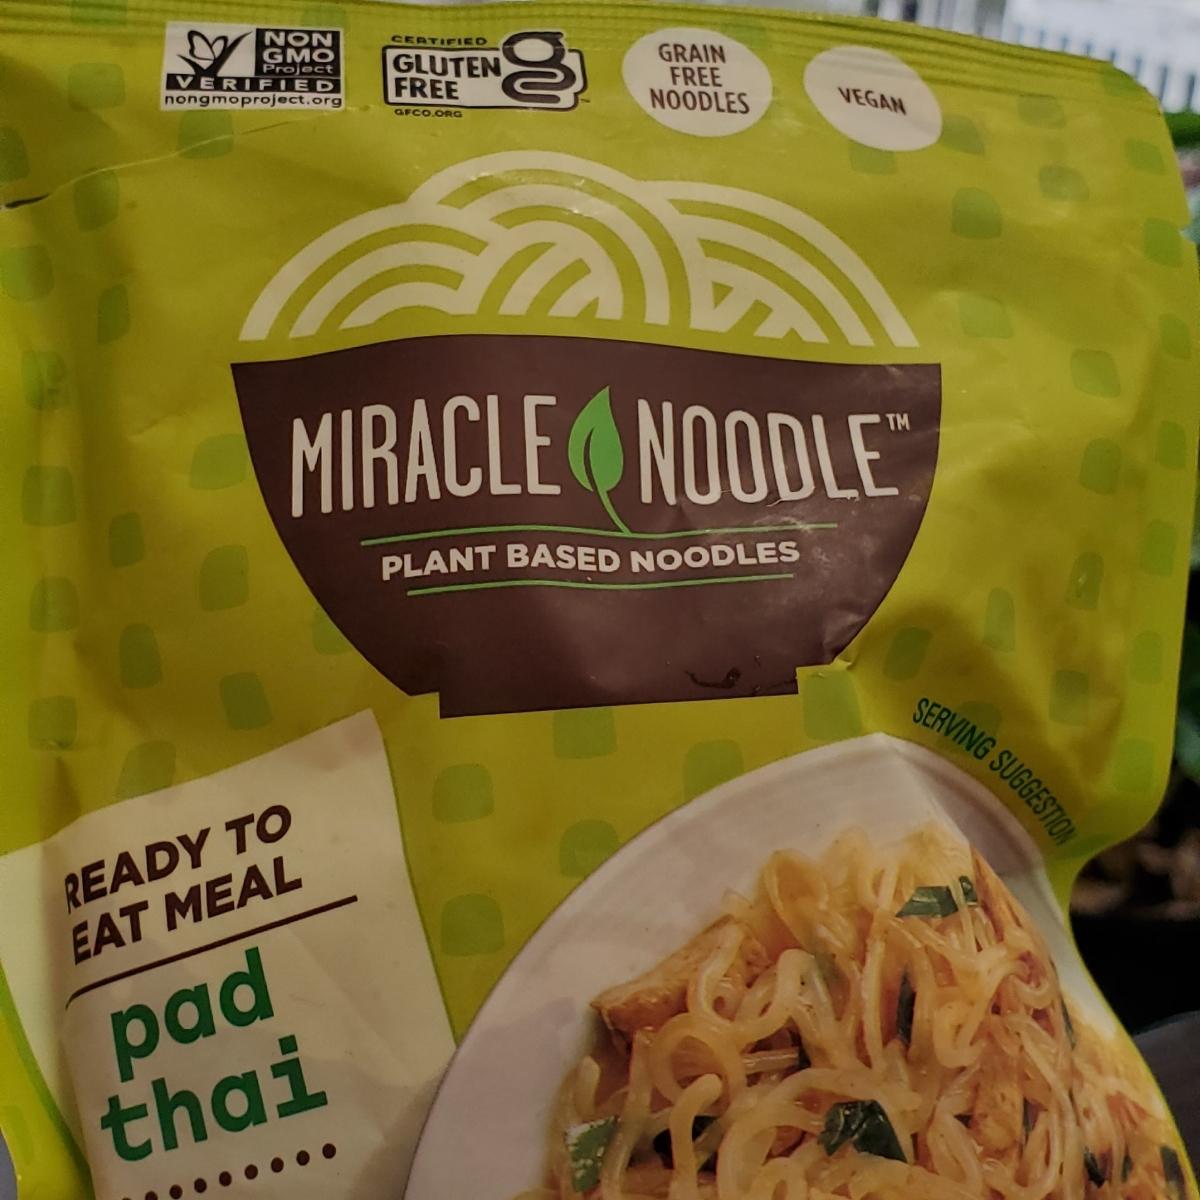 NON
GMO
Project
VERIFIED
nongmoproject.org
CERTIFIED
GLUTEN
FREE
GFCO.ORG
GRAIN
FREE
NOODLES
VEGAN
MIRACLE NOODLE™
PLANT BASED NOODLES
SERVING SUGGESTION
READY TO
EAT MEAL
pad
thai